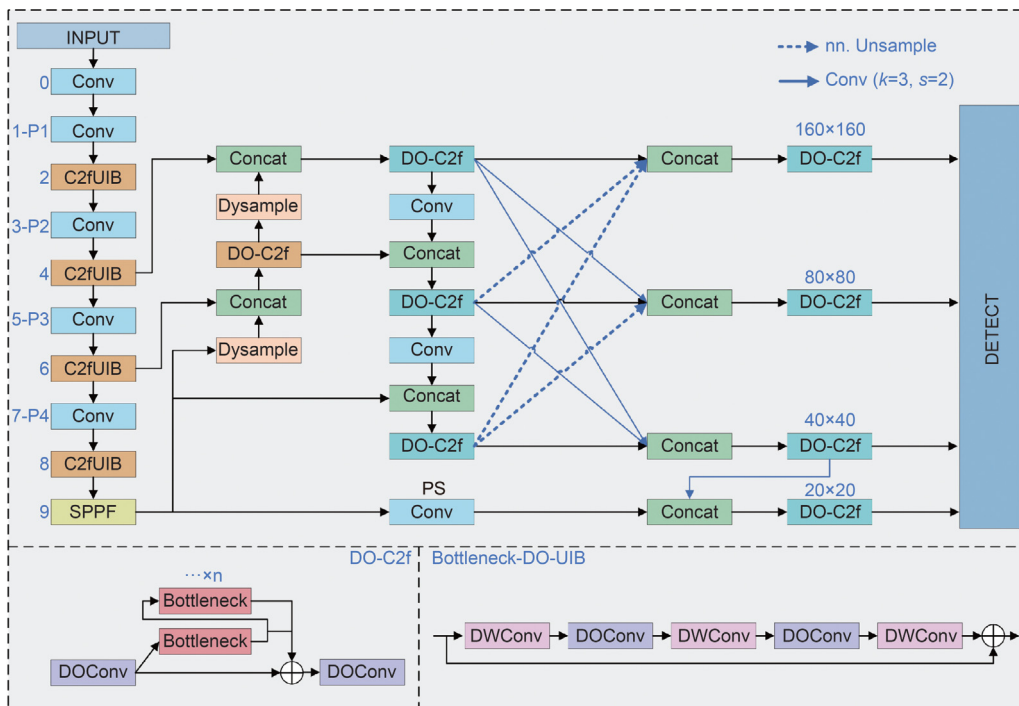 INPUT
nn. Unsample
Conv (k=3, s=2)
0 Conv
1-P1 Conv
2 C2fUIB
3-P2 Conv
4 C2fUIB
5-P3 Conv
6 C2fUIB
7-P4 Conv
8 C2fUIB
9 SPPF
Concat
Dysample
DO-C2f
Concat
Dysample
DO-C2f
Conv
Concat
DO-C2f
Conv
Concat
DO-C2f
PS
Conv
Concat
Concat
Concat
Concat
160×160
DO-C2f
80×80
DO-C2f
40×40
DO-C2f
20×20
DO-C2f
DETECT
DO-C2f
···×n
Bottleneck
Bottleneck
DOConv
DOConv
Bottleneck-DO-UIB
DWConv
DOConv
DWConv
DOConv
DWConv